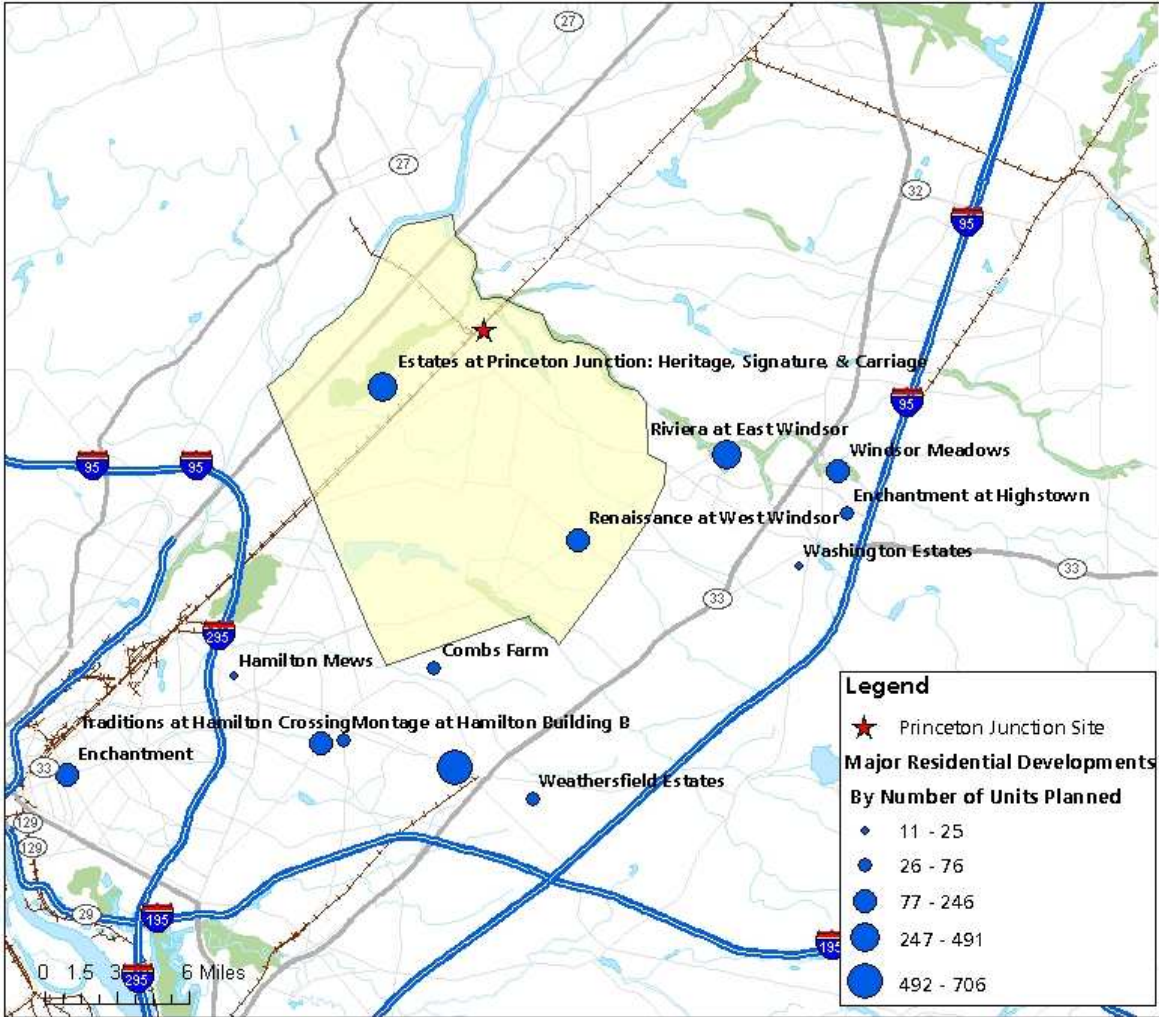 27
27
32
95
Estates at Princeton Junction: Heritage, Signature, & Carriage
95
Riviera at East Windsor
Windsor Meadows
95
95
Enchantment at Highstown
Renaissance at West Windsor
Washington Estates
33
33
295
Combs Farm
Hamilton Mews
Traditions at Hamilton Crossing
Montage at Hamilton Building B
Enchantment
33
Weathersfield Estates
129
129
29
195
195
295
0 1.5 3 6 Miles
Legend
Princeton Junction Site
Major Residential Developments
By Number of Units Planned
11 - 25
26 - 76
77 - 246
247 - 491
492 - 706